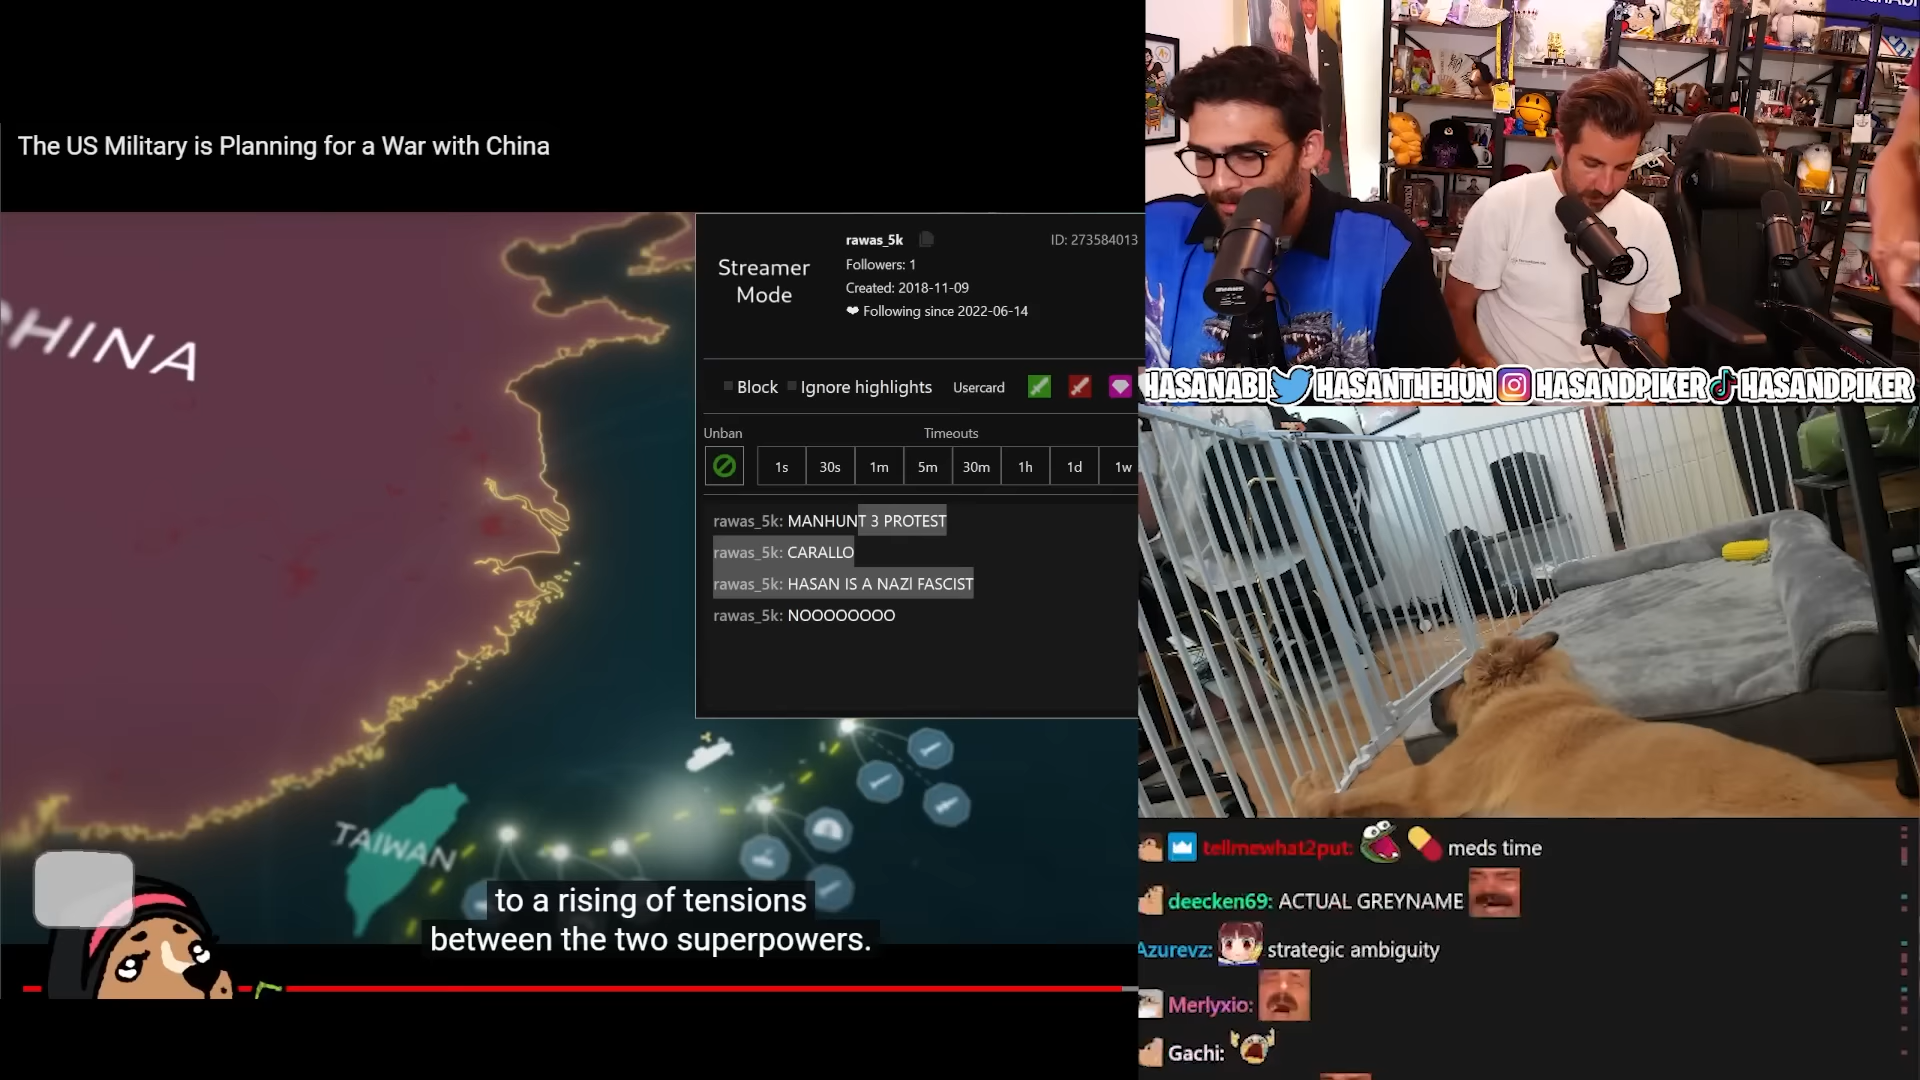 The US Military is Planning for a War with China
CHINA
TAIWAN
to a rising of tensions
between the two superpowers.
Streamer
Mode
rawas_5k
ID: 273584013
Followers: 1
Created: 2018-11-09
❤ Following since 2022-06-14
Block Ignore highlights Usercard
Unban Timeouts
1s 30s 1m 5m 30m 1h 1d 1w
rawas_5k: MANHUNT 3 PROTEST
rawas_5k: CARALLO
rawas_5k: HASAN IS A NAZI FASCIST
rawas_5k: NOOOOOOOO
HASANABI HASANTHEHUN HASANDPIKER HASANDPIKER
tellmewhat2put: meds time
deecken69: ACTUAL GREYNAME
Azurevz: strategic ambiguity
Merlyxio:
Gachi: